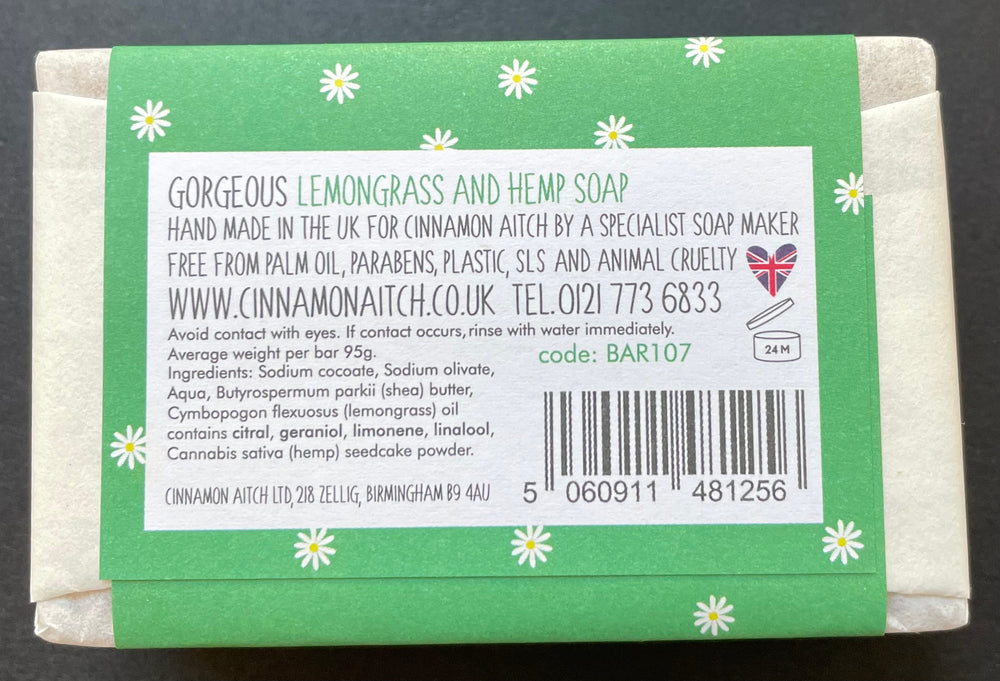 GORGEOUS LEMONGRASS AND HEMP SOAP
HAND MADE IN THE UK FOR CINNAMON AITCH BY A SPECIALIST SOAP MAKER
FREE FROM PALM OIL, PARABENS, PLASTIC, SLS AND ANIMAL CRUELTY
WWW.CINNAMONAITCH.CO.UK TEL.0121 773 6833
Avoid contact with eyes. If contact occurs, rinse with water immediately.
Average weight per bar 95g.
code: BAR107
24M
Ingredients: Sodium cocoate, Sodium olivate,
Aqua, Butyrospermum parkii (shea) butter,
Cymbopogon flexuosus (lemongrass) oil
contains citral, geraniol, limonene, linalool,
Cannabis sativa (hemp) seedcake powder.
CINNAMON AITCH LTD, 218 ZELLIG, BIRMINGHAM B9 4AU
5 060911 481256